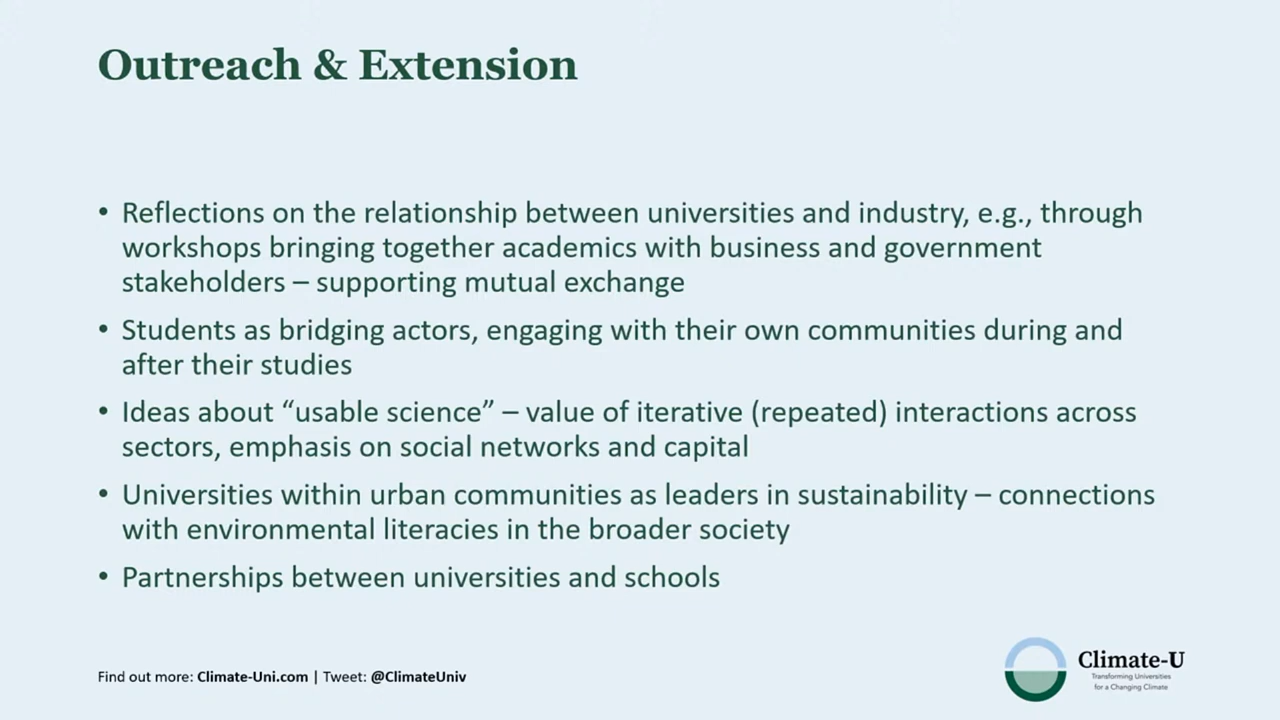 Outreach & Extension
• Reflections on the relationship between universities and industry, e.g., through
workshops bringing together academics with business and government
stakeholders – supporting mutual exchange
• Students as bridging actors, engaging with their own communities during and
after their studies
• Ideas about “usable science” – value of iterative (repeated) interactions across
sectors, emphasis on social networks and capital
• Universities within urban communities as leaders in sustainability – connections
with environmental literacies in the broader society
• Partnerships between universities and schools
Find out more: Climate-Uni.com | Tweet: @ClimateUniv
Climate-U
Transforming Universities
for a Changing Climate